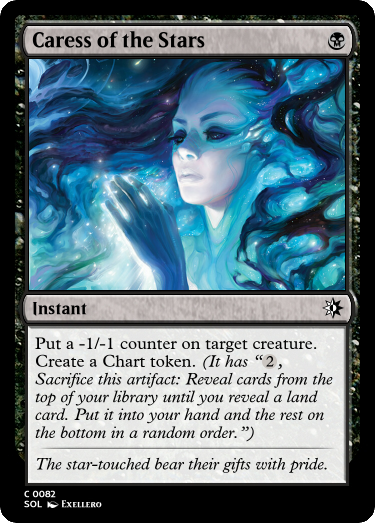 Caress of the Stars
Instant
Put a -1/-1 counter on target creature.
Create a Chart token. (It has “2,
Sacrifice this artifact: Reveal cards from the
top of your library until you reveal a land
card. Put it into your hand and the rest on
the bottom in a random order.”)
The star-touched bear their gifts with pride.
C 0082
SOL Exellero